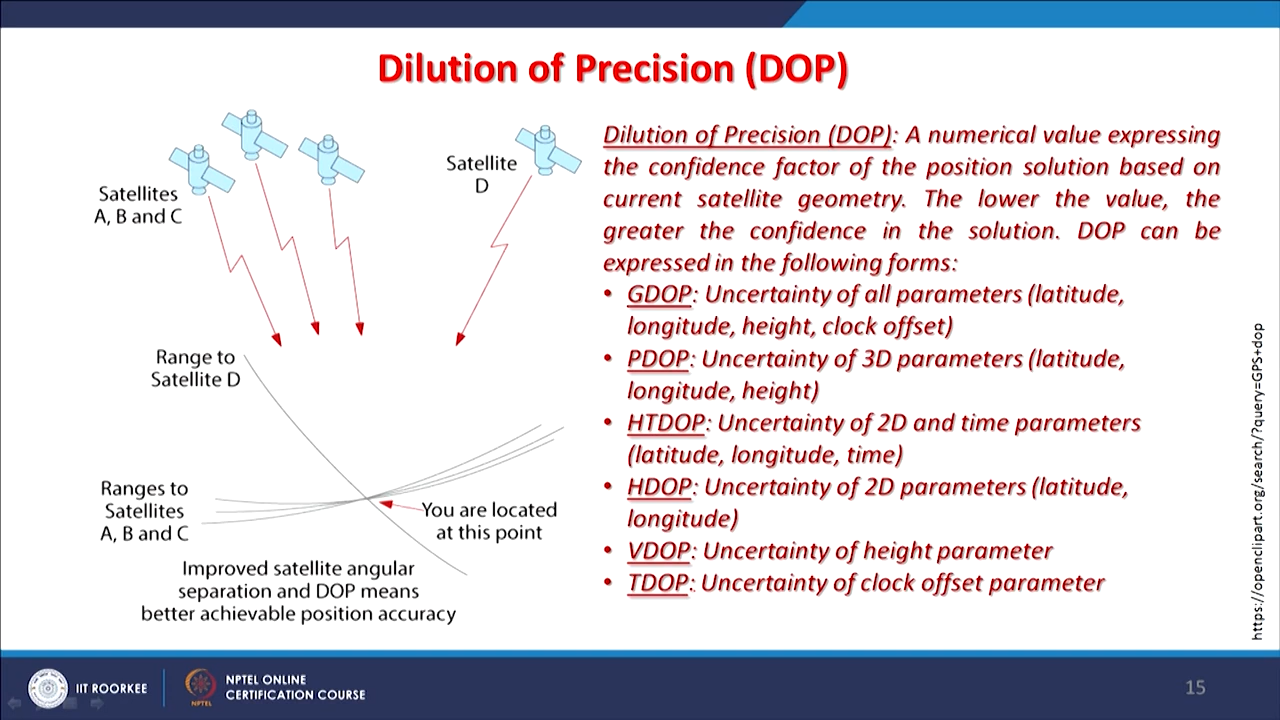 Dilution of Precision (DOP)
Satellites
A, B and C
Satellite
D
Range to
Satellite D
Ranges to
Satellites
A, B and C
You are located
at this point
Improved satellite angular
separation and DOP means
better achievable position accuracy
Dilution of Precision (DOP): A numerical value expressing
the confidence factor of the position solution based on
current satellite geometry. The lower the value, the
greater the confidence in the solution. DOP can be
expressed in the following forms:
• GDOP: Uncertainty of all parameters (latitude,
longitude, height, clock offset)
• PDOP: Uncertainty of 3D parameters (latitude,
longitude, height)
• HTDOP: Uncertainty of 2D and time parameters
(latitude, longitude, time)
• HDOP: Uncertainty of 2D parameters (latitude,
longitude)
• VDOP: Uncertainty of height parameter
• TDOP: Uncertainty of clock offset parameter
https://openclipart.org/search/?query=GPS+dop
IIT ROORKEE
NPTEL
NPTEL ONLINE
CERTIFICATION COURSE
15